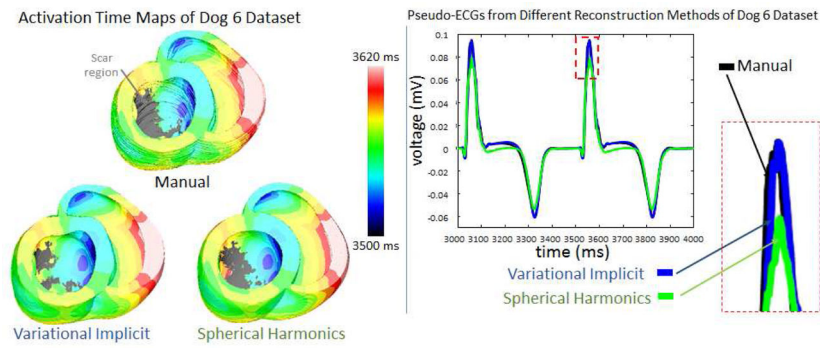 Activation Time Maps of Dog 6 Dataset
Scar
region
3620 ms
3500 ms
Manual
Variational Implicit
Spherical Harmonics
Pseudo-ECGs from Different Reconstruction Methods of Dog 6 Dataset
voltage (mV)
0.1
0.08
0.06
0.04
0.02
0
-0.02
-0.04
-0.06
3000 3100 3200 3300 3400 3500 3600 3700 3800 3900 4000
time (ms)
Manual
Variational Implicit
Spherical Harmonics